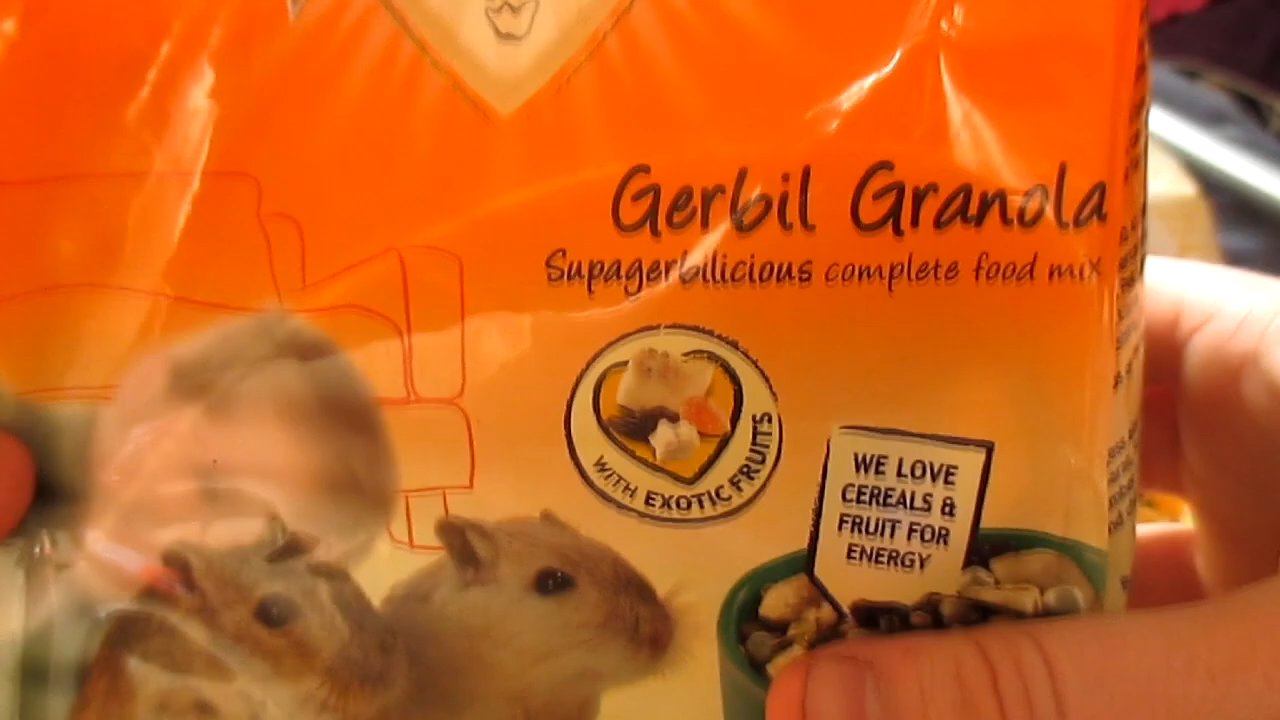 Gerbil Granola
Supagerbilicious complete food mix
WITH EXOTIC FRUITS
WE LOVE
CEREALS &
FRUIT FOR
ENERGY